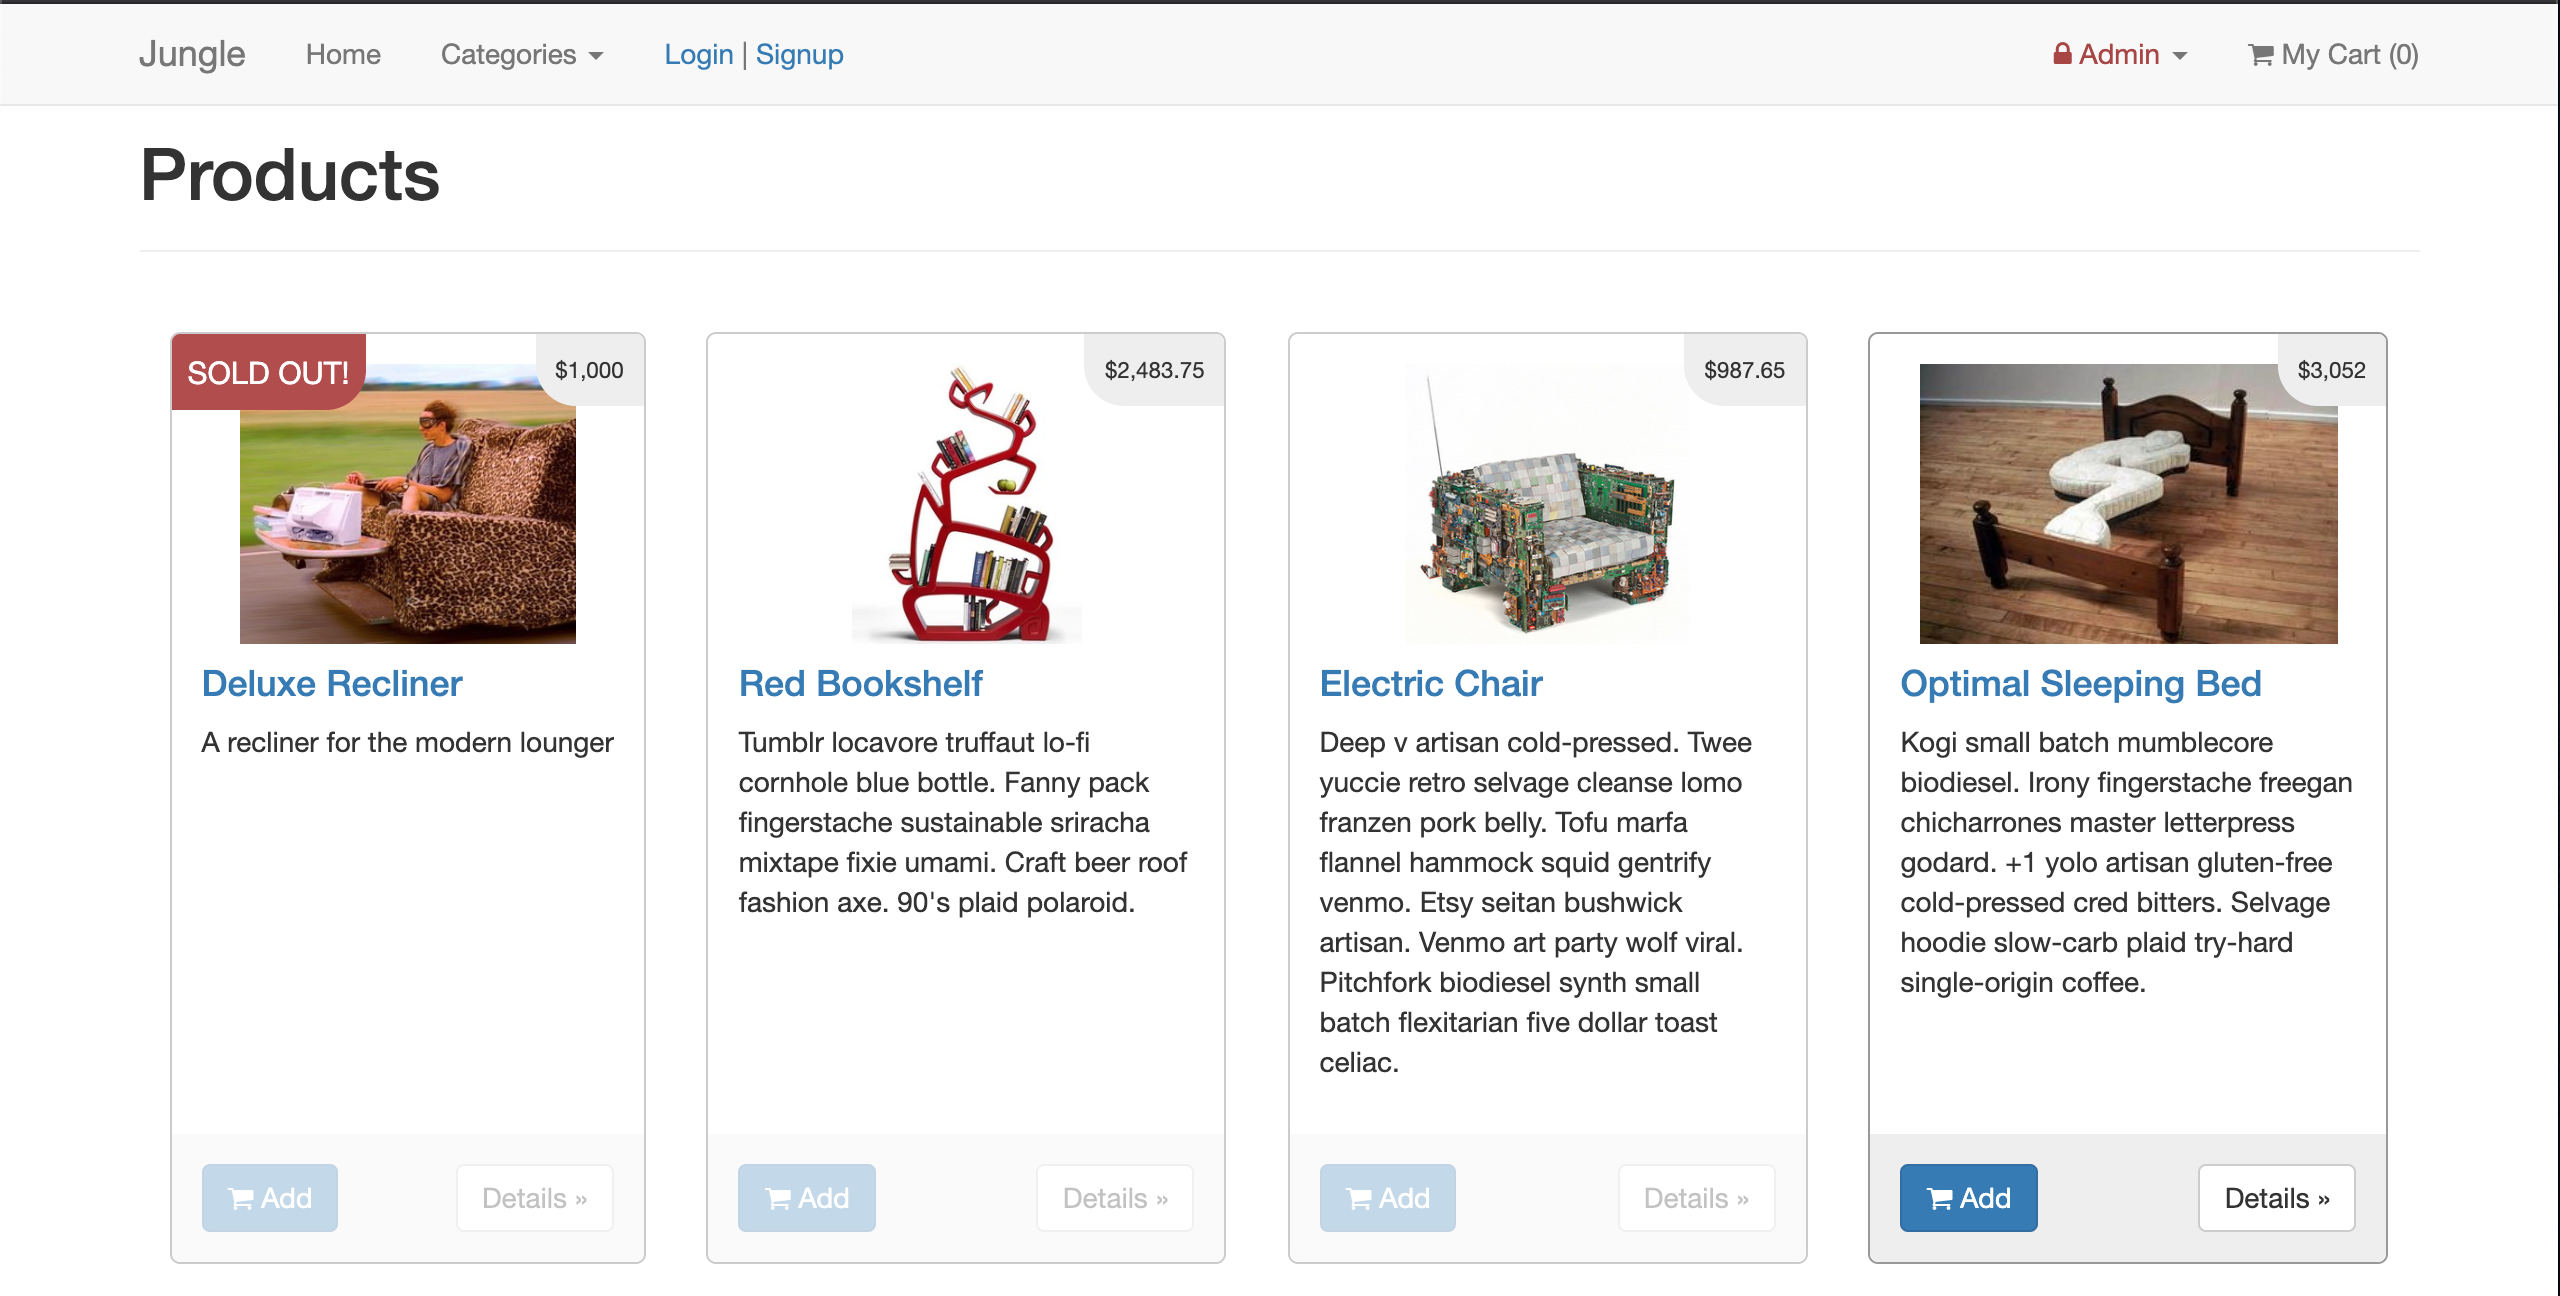 Jungle Home Categories Login | Signup Admin My Cart (0)
Products
SOLD OUT! $1,000
Deluxe Recliner
A recliner for the modern lounger
Add Details »
$2,483.75
Red Bookshelf
Tumblr locavore truffaut lo-fi
cornhole blue bottle. Fanny pack
fingerstache sustainable sriracha
mixtape fixie umami. Craft beer roof
fashion axe. 90's plaid polaroid.
Add Details »
$987.65
Electric Chair
Deep v artisan cold-pressed. Twee
yuccie retro selvage cleanse lomo
franzen pork belly. Tofu marfa
flannel hammock squid gentrify
venmo. Etsy seitan bushwick
artisan. Venmo art party wolf viral.
Pitchfork biodiesel synth small
batch flexitarian five dollar toast
celiac.
Add Details »
$3,052
Optimal Sleeping Bed
Kogi small batch mumblecore
biodiesel. Irony fingerstache freegan
chicharrones master letterpress
godard. +1 yolo artisan gluten-free
cold-pressed cred bitters. Selvage
hoodie slow-carb plaid try-hard
single-origin coffee.
Add Details »